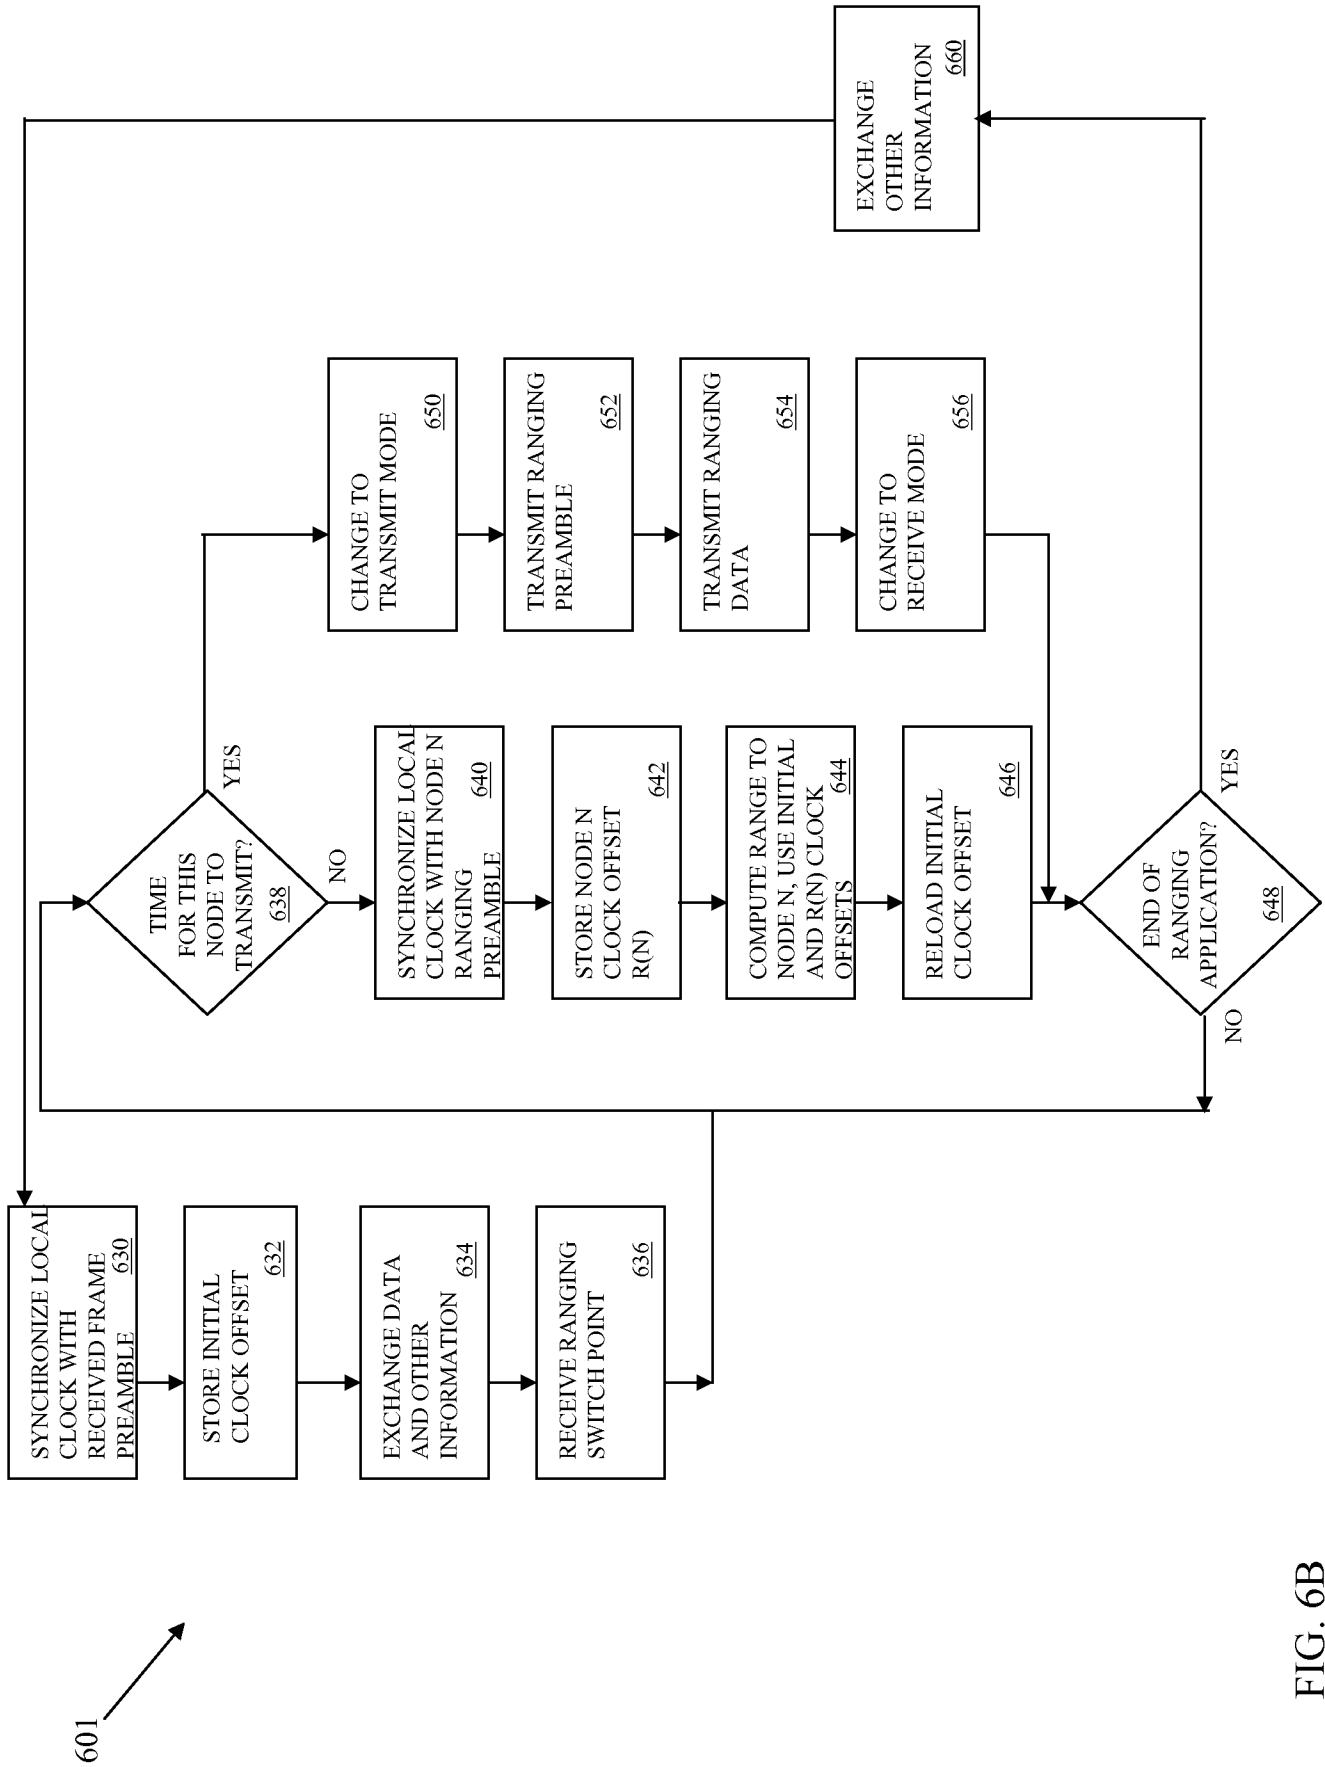 601
SYNCHRONIZE LOCAL
CLOCK WITH
RECEIVED FRAME
PREAMBLE
630
STORE INITIAL
CLOCK OFFSET
632
EXCHANGE DATA
AND OTHER
INFORMATION
634
RECEIVE RANGING
SWITCH POINT
636
TIME
FOR THIS
NODE TO
TRANSMIT?
638
YES
NO
SYNCHRONIZE LOCAL
CLOCK WITH NODE N
RANGING
PREAMBLE
640
STORE NODE N
CLOCK OFFSET
R(N)
642
COMPUTE RANGE TO
NODE N, USE INITIAL
AND R(N) CLOCK
OFFSETS
644
RELOAD INITIAL
CLOCK OFFSET
646
END OF
RANGING
APPLICATION?
648
NO
YES
CHANGE TO
TRANSMIT MODE
650
TRANSMIT RANGING
PREAMBLE
652
TRANSMIT RANGING
DATA
654
CHANGE TO
RECEIVE MODE
656
EXCHANGE
OTHER
INFORMATION
660
FIG. 6B